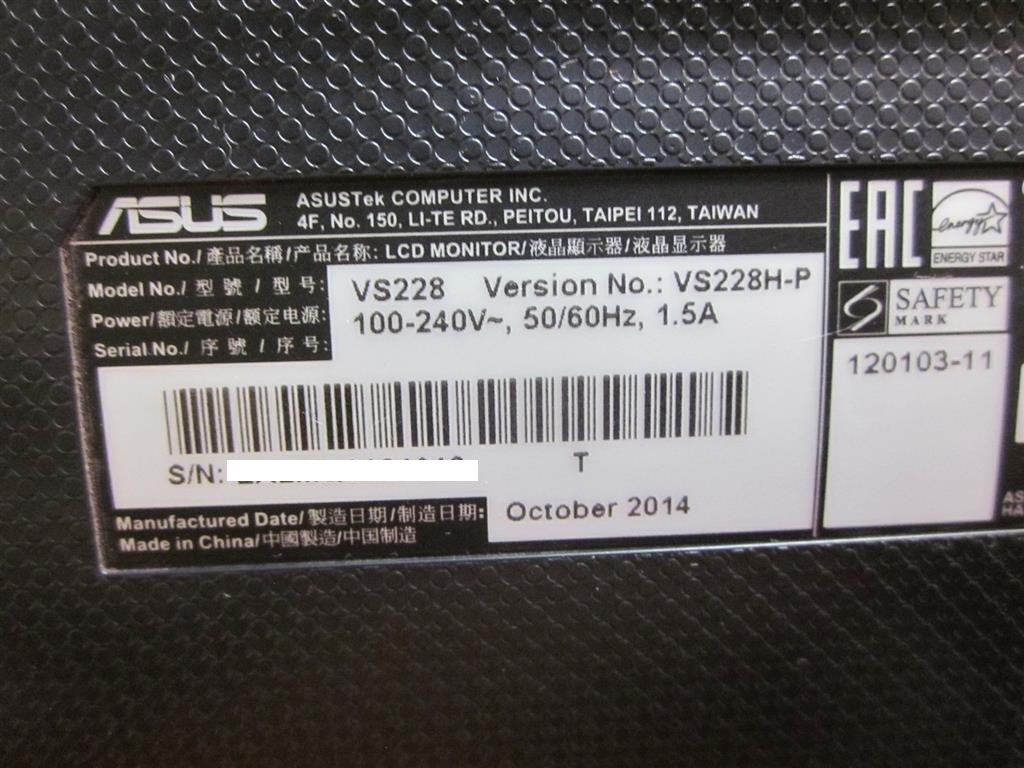 ASUS
ASUSTek COMPUTER INC.
4F, No. 150, LI-TE RD., PEITOU, TAIPEI 112, TAIWAN
Product No./產品名稱/产品名称: LCD MONITOR/液晶顯示器/液晶显示器
Model No./型號/型号: VS228 Version No.: VS228H-P
Power/額定電源/额定电源: 100-240V~, 50/60Hz, 1.5A
Serial No./序號/序号:
S/N:
T
Manufactured Date/製造日期/制造日期: October 2014
Made in China/中國製造/中国制造
EAC
energy
ENERGY STAR
SAFETY
MARK
120103-11